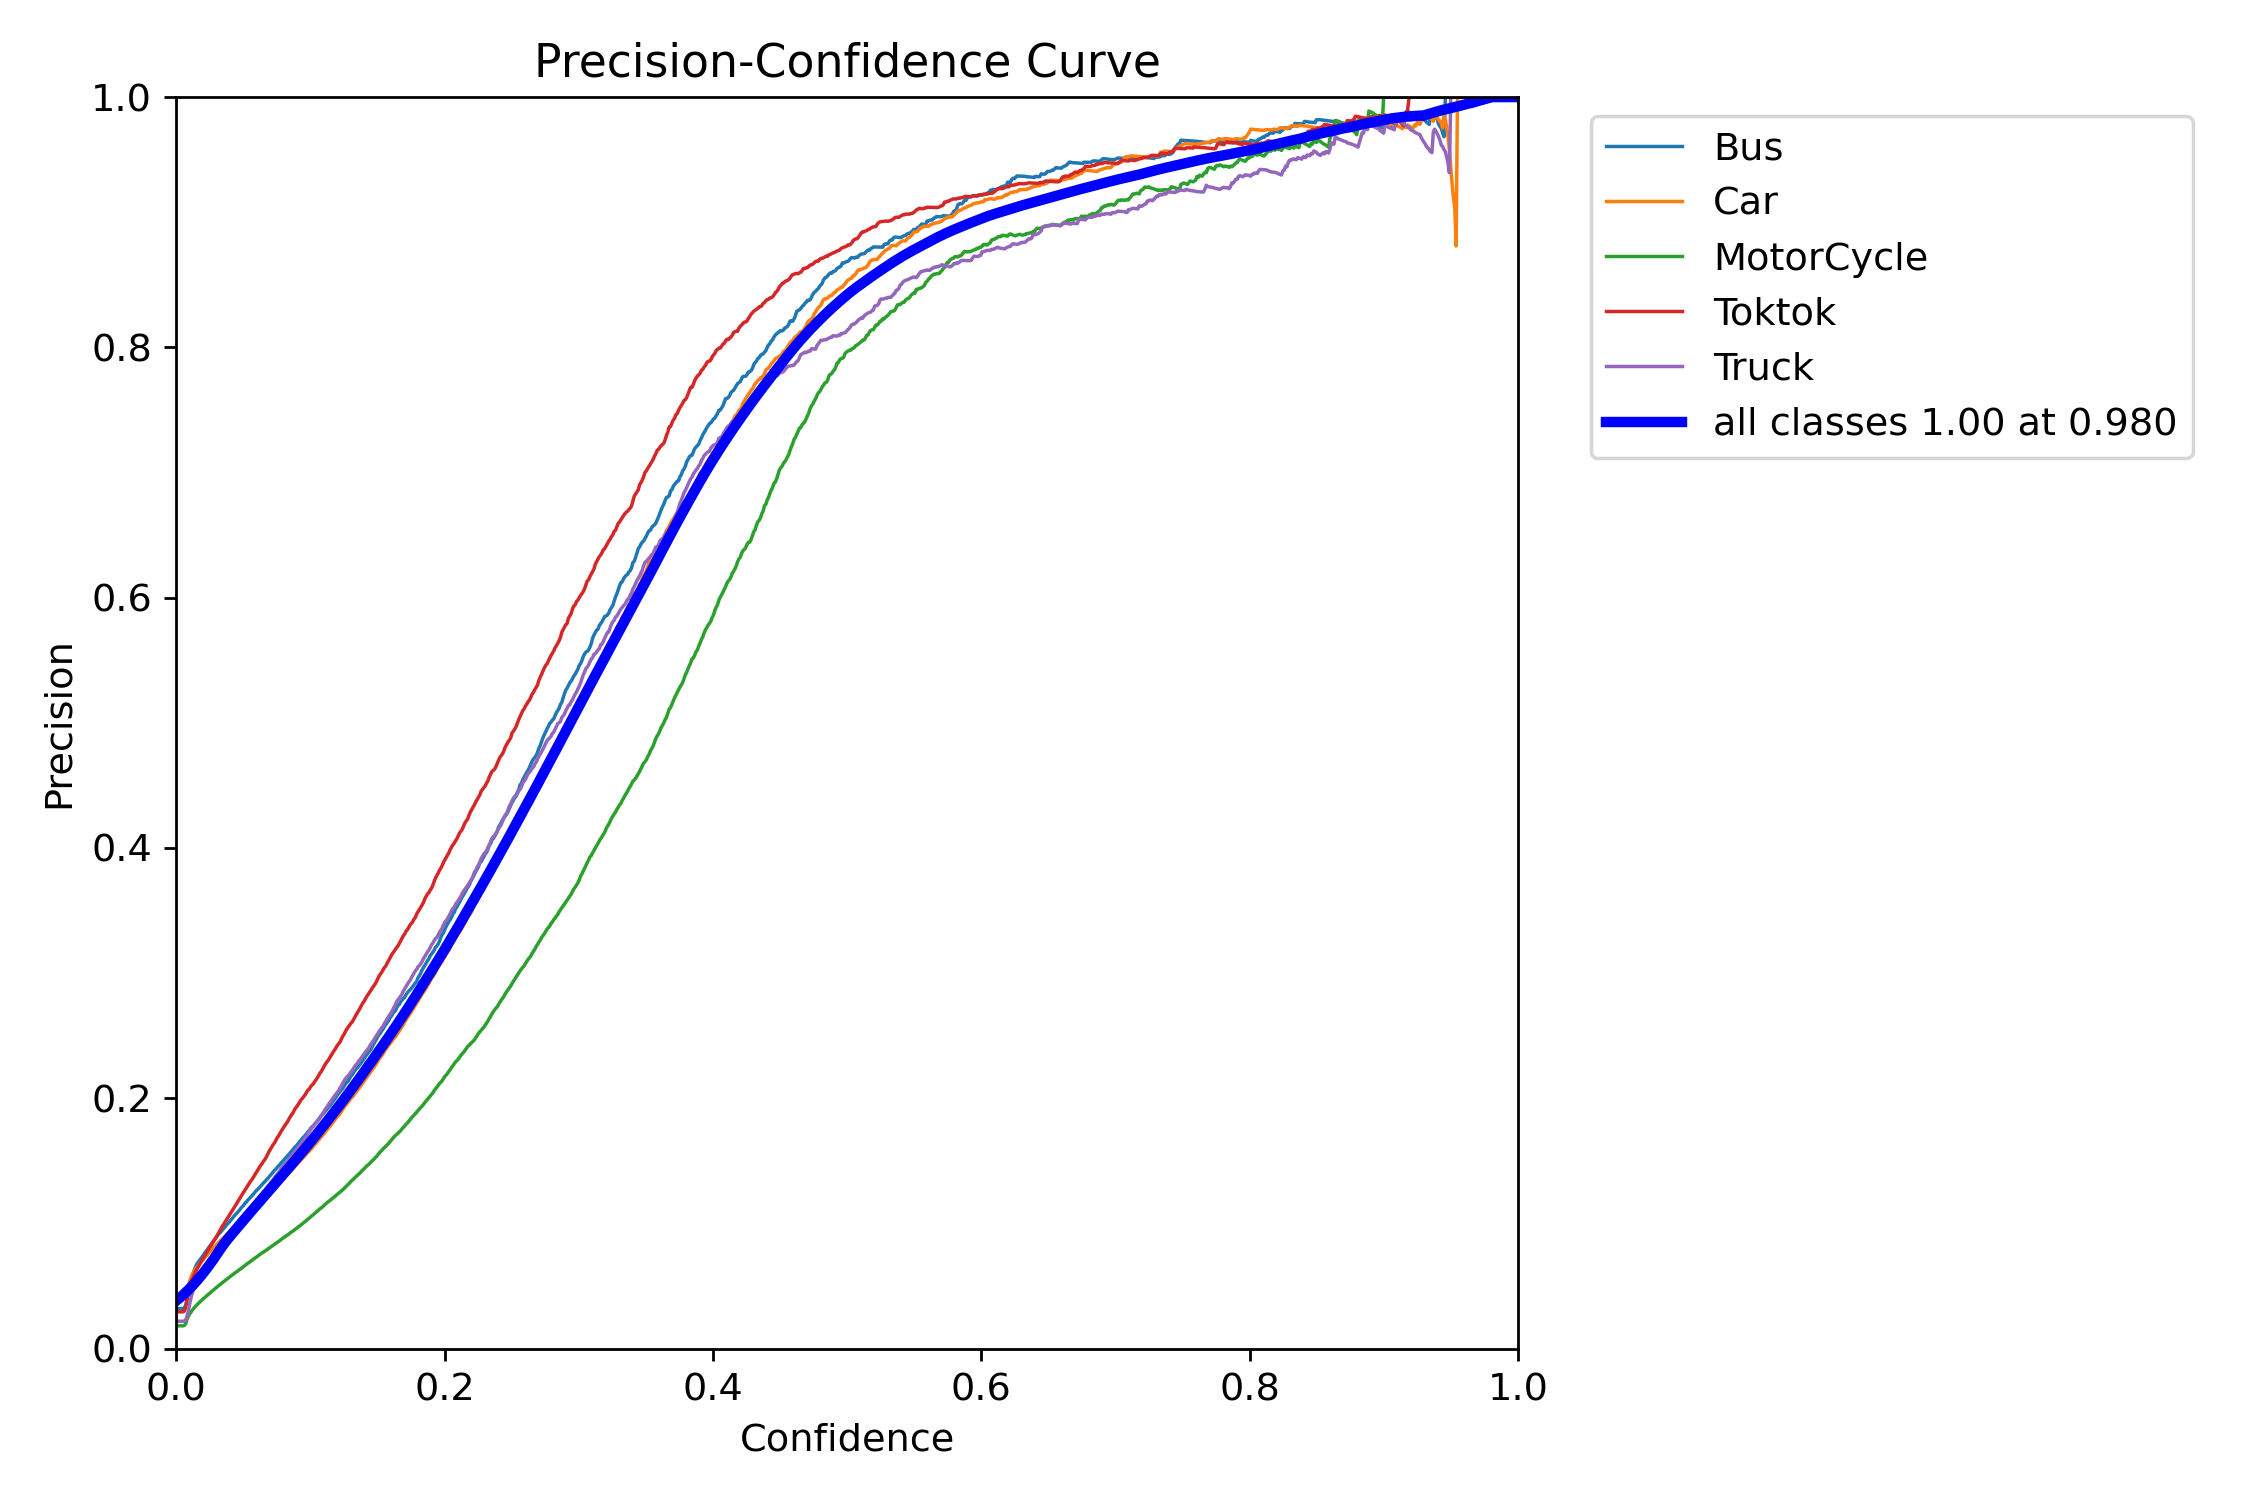 Precision-Confidence Curve
1.0
0.8
0.6
0.4
0.2
0.0
Precision
0.0 0.2 0.4 0.6 0.8 1.0
Confidence
Bus
Car
MotorCycle
Toktok
Truck
all classes 1.00 at 0.980